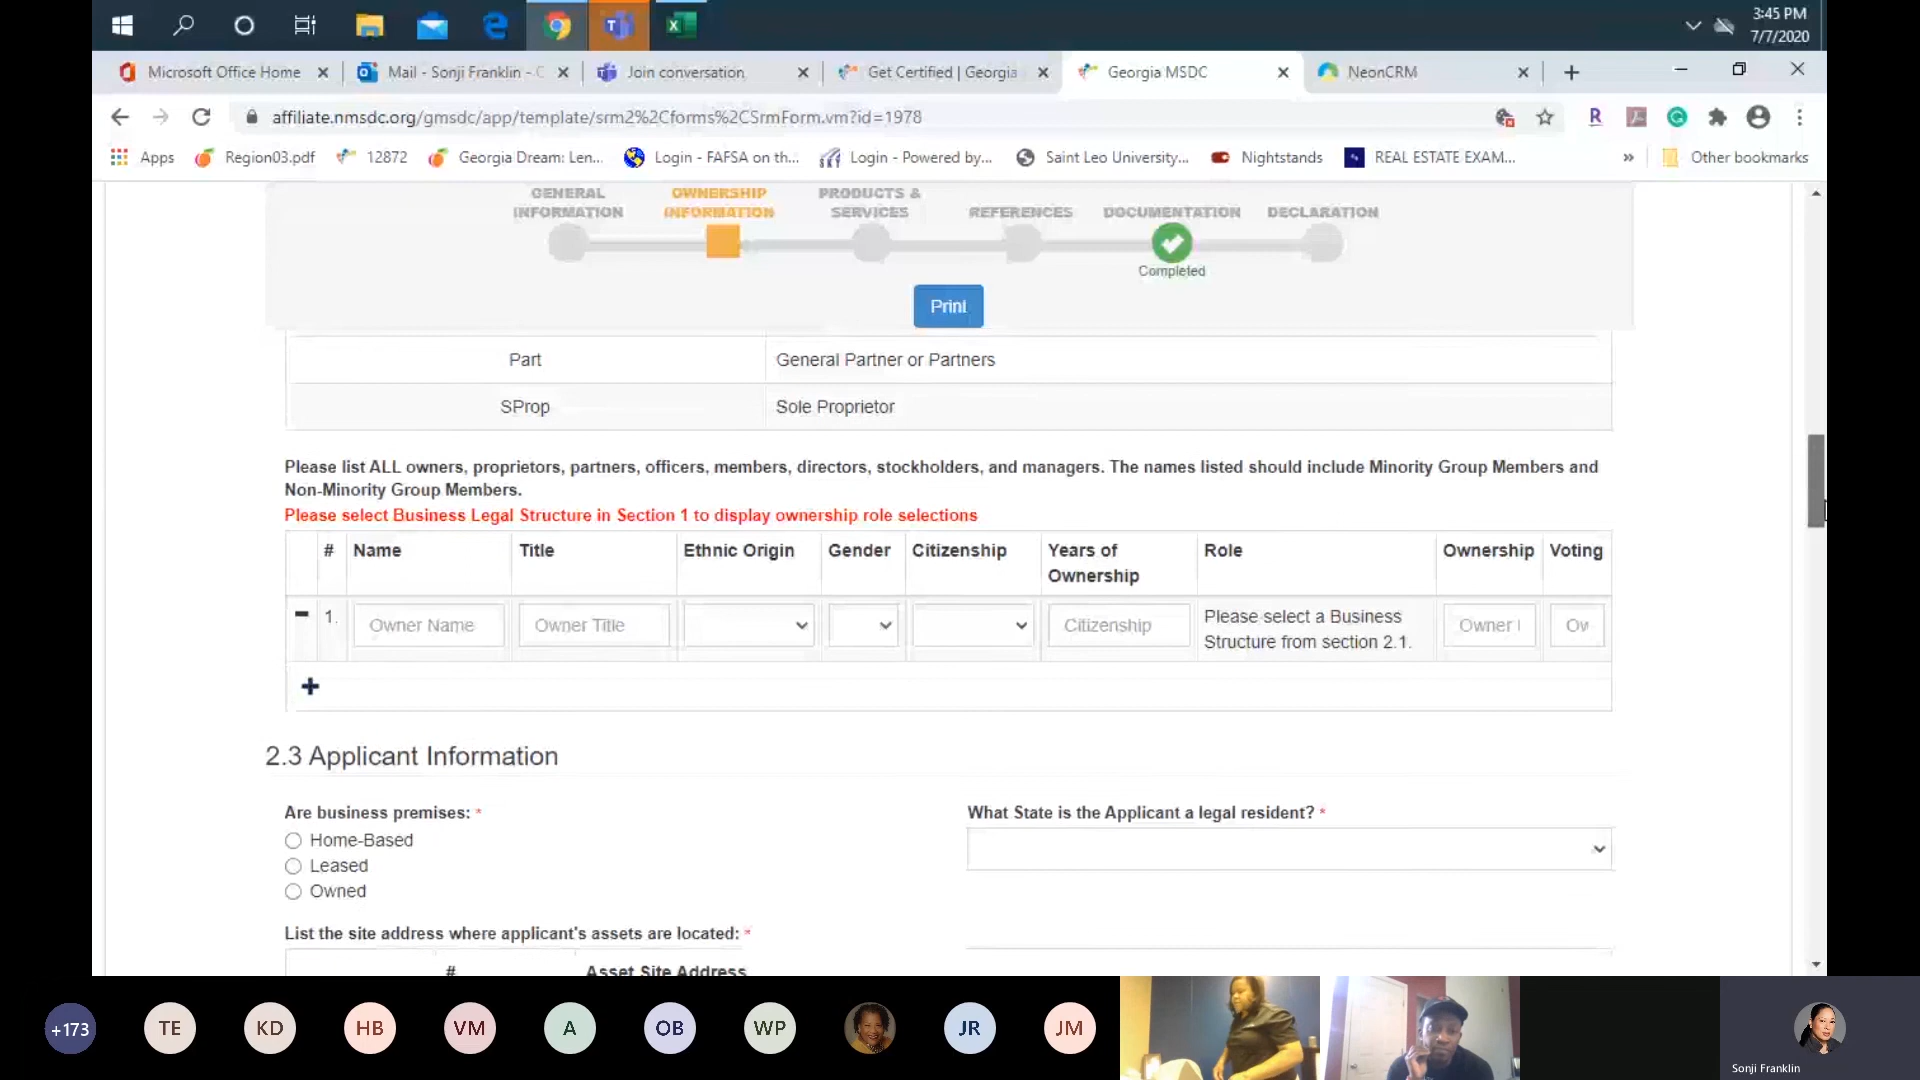 3:45 PM
7/7/2020
Microsoft Office Home
Mail - Sonji Franklin - C
Join conversation
Get Certified | Georgia
Georgia MSDC
NeonCRM
affiliate.nmsdc.org/gmsdc/app/template/srm2%2Cforms%2CSrmForm.vm?id=1978
Apps
Region03.pdf
12872
Georgia Dream: Len...
Login - FAFSA on th...
Login - Powered by...
Saint Leo University...
Nightstands
REAL ESTATE EXAM...
»
Other bookmarks
GENERAL INFORMATION
OWNERSHIP INFORMATION
PRODUCTS & SERVICES
REFERENCES
DOCUMENTATION
DECLARATION
Completed
Print
Part General Partner or Partners
SProp Sole Proprietor
Please list ALL owners, proprietors, partners, officers, members, directors, stockholders, and managers. The names listed should include Minority Group Members and
Non-Minority Group Members.
Please select Business Legal Structure in Section 1 to display ownership role selections
# Name Title Ethnic Origin Gender Citizenship Years of Ownership Role Ownership Voting
1. Owner Name Owner Title Citizenship Please select a Business Structure from section 2.1. Owner Ow
2.3 Applicant Information
Are business premises: *
Home-Based
Leased
Owned
What State is the Applicant a legal resident? *
List the site address where applicant's assets are located: *
# Asset Site Address
+173
TE
KD
HB
VM
A
OB
WP
JR
JM
Sonji Franklin